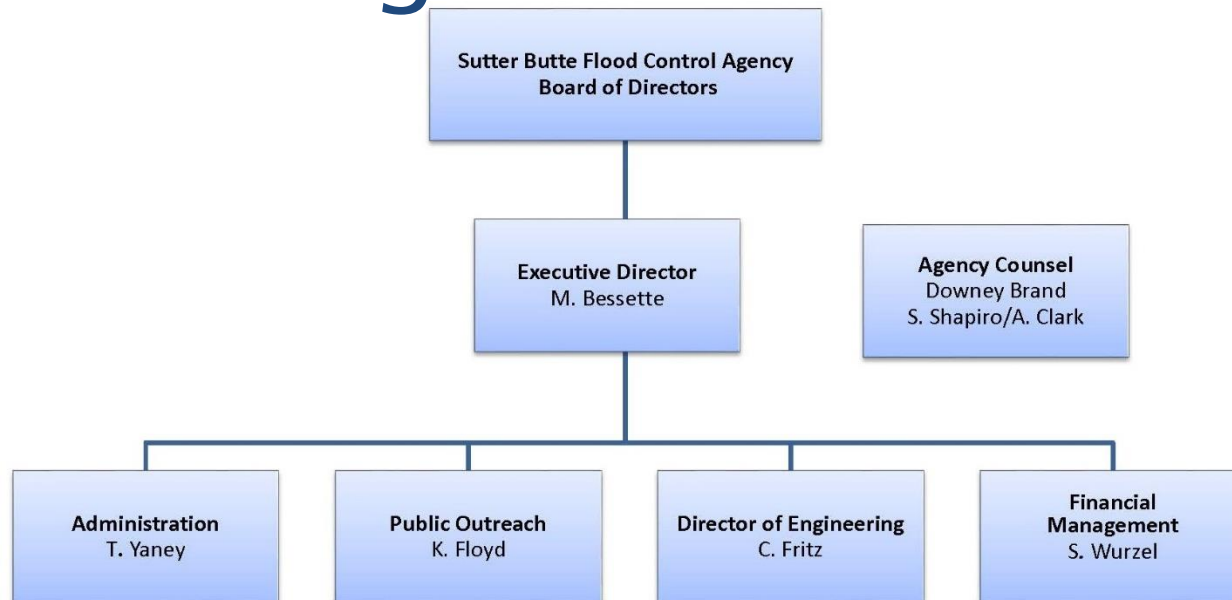 Sutter Butte Flood Control Agency
Board of Directors
Executive Director
M. Bessette
Agency Counsel
Downey Brand
S. Shapiro/A. Clark
Administration
T. Yaney
Public Outreach
K. Floyd
Director of Engineering
C. Fritz
Financial
Management
S. Wurzel